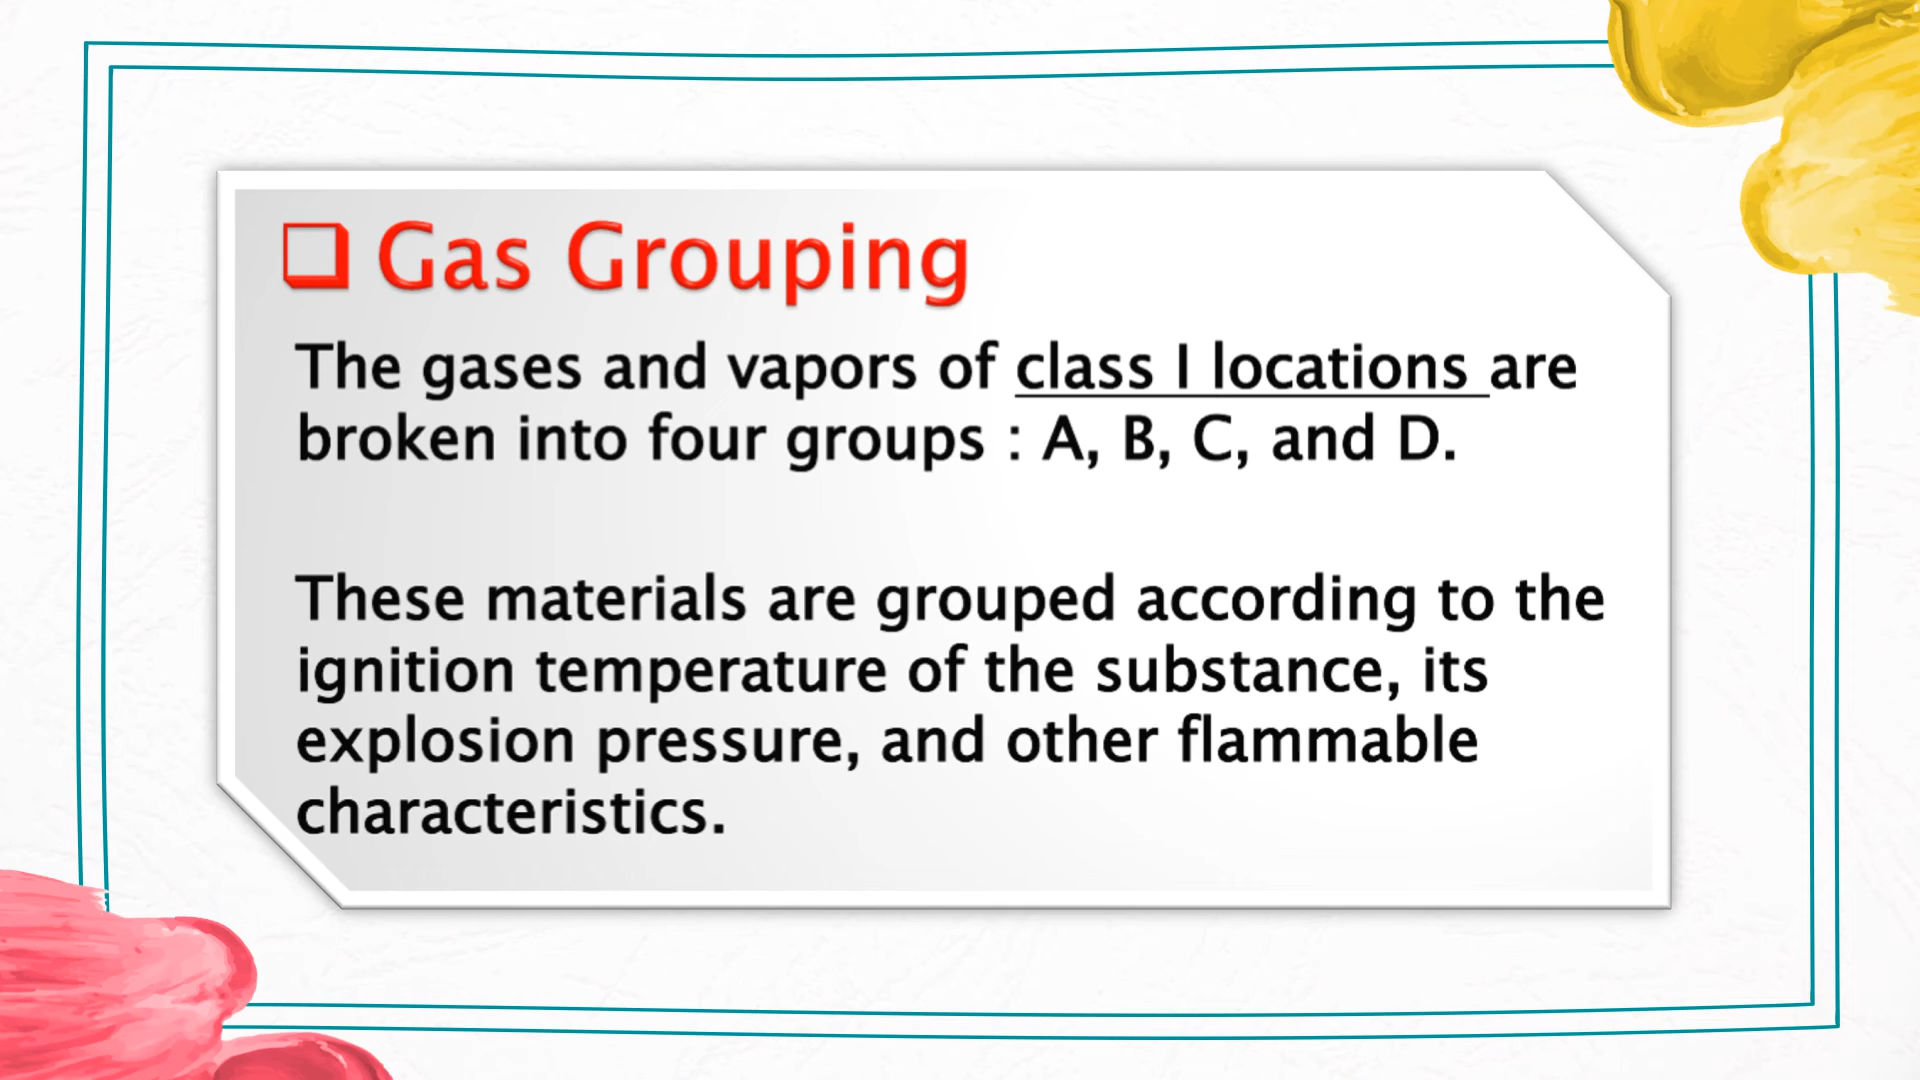 ❑ Gas Grouping
The gases and vapors of class I locations are
broken into four groups : A, B, C, and D.
These materials are grouped according to the
ignition temperature of the substance, its
explosion pressure, and other flammable
characteristics.